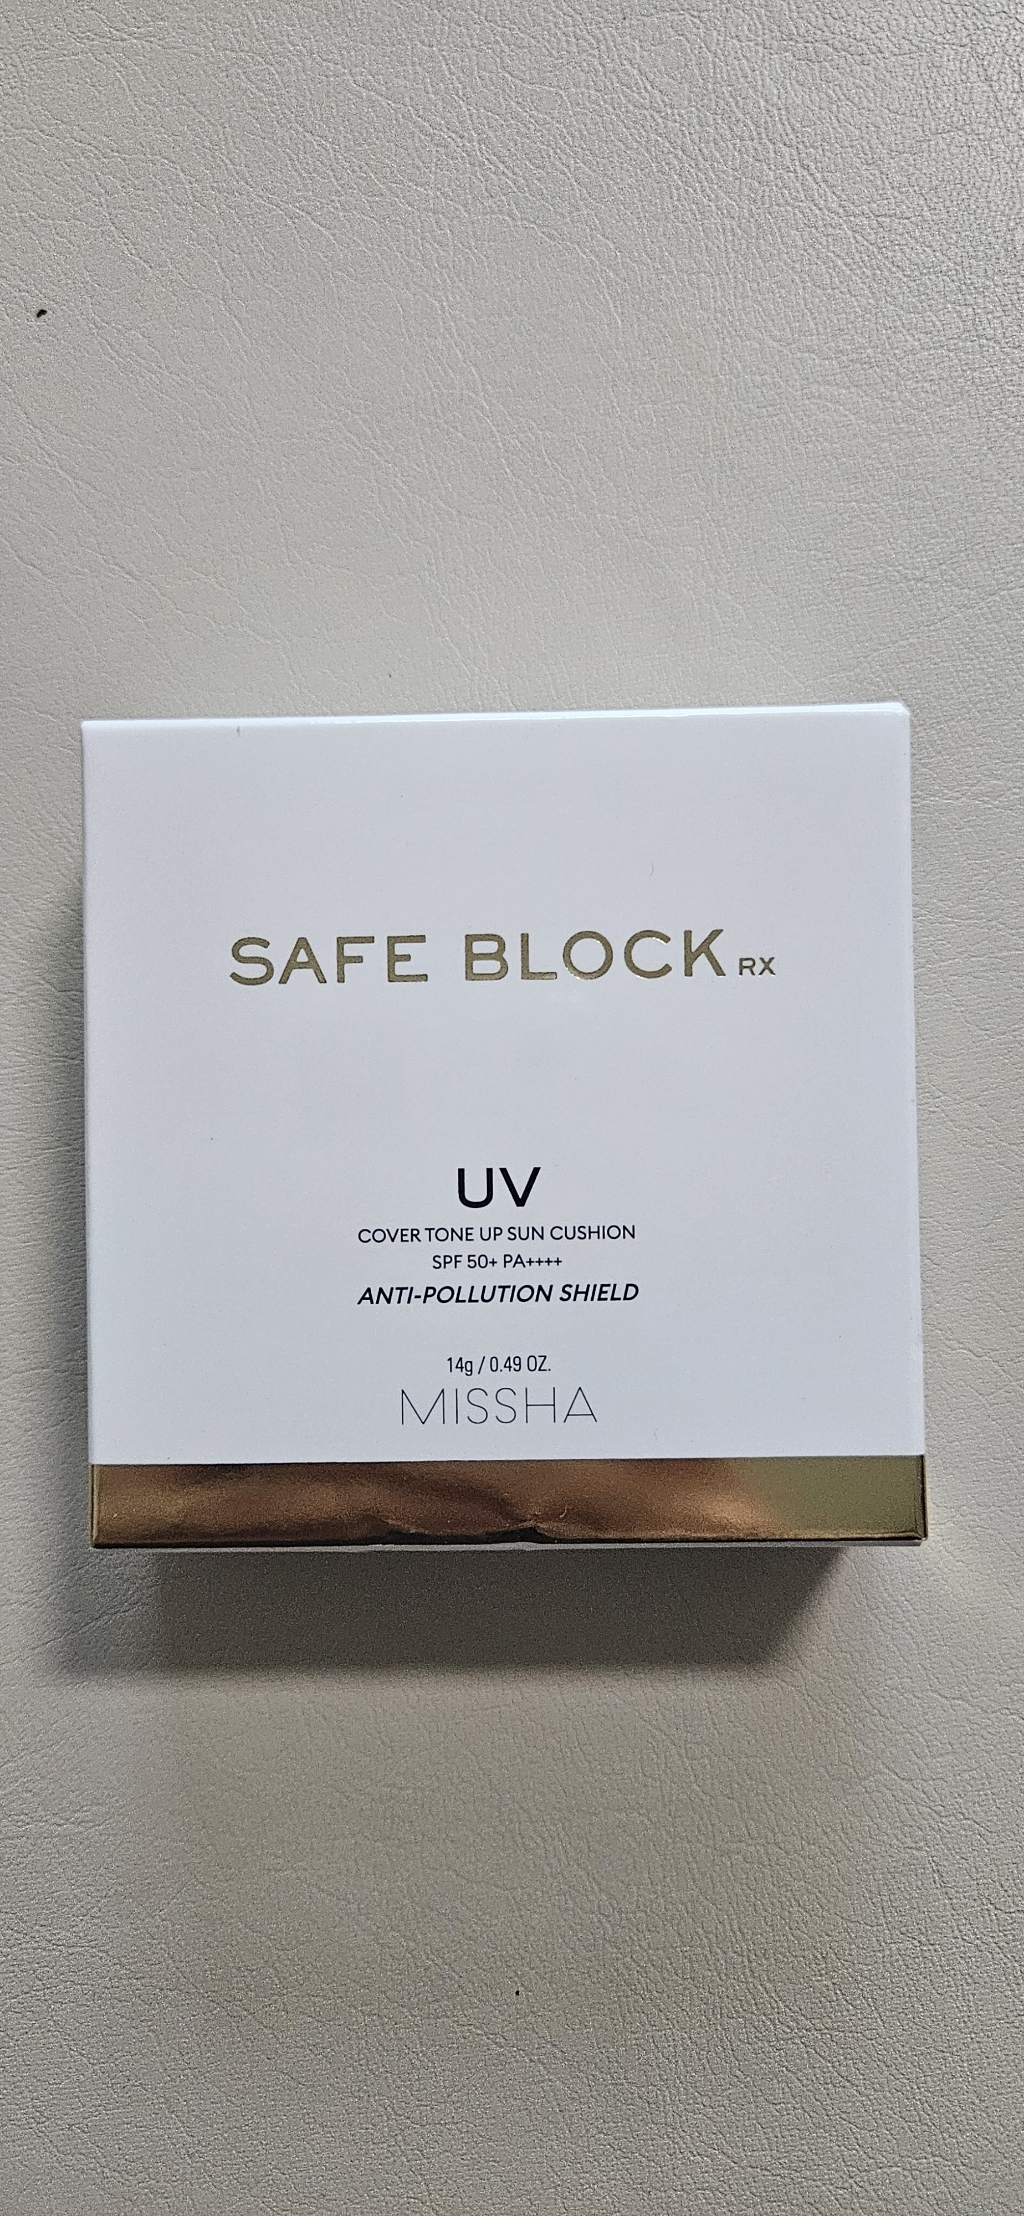 SAFE BLOCK RX
UV
COVER TONE UP SUN CUSHION
SPF 50+ PA++++
ANTI-POLLUTION SHIELD
14g / 0.49 OZ.
MISSHA